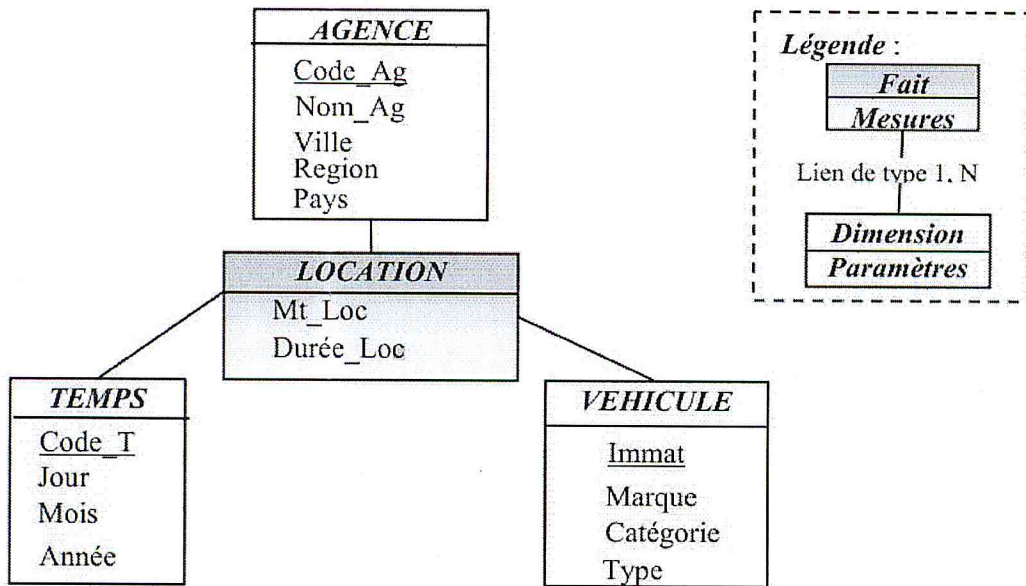 AGENCE
Code_Ag
Nom_Ag
Ville
Region
Pays
Légende :
Fait
Mesures
Lien de type 1, N
Dimension
Paramètres
LOCATION
Mt_Loc
Durée_Loc
TEMPS
Code_T
Jour
Mois
Année
VEHICULE
Immat
Marque
Catégorie
Type